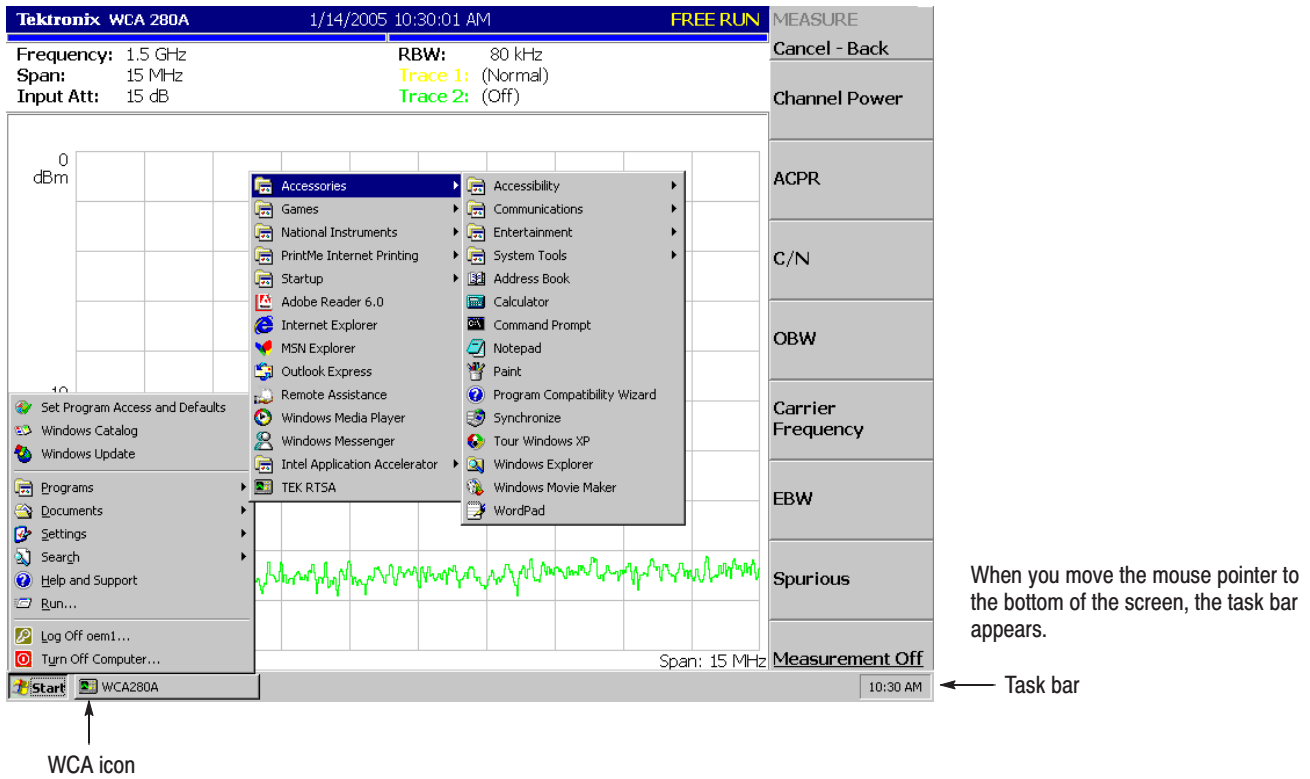 Tektronix WCA 280A 1/14/2005 10:30:01 AM FREE RUN
Frequency: 1.5 GHz RBW: 80 kHz
Span: 15 MHz Trace 1: (Normal)
Input Att: 15 dB Trace 2: (Off)
0
dBm
10
Set Program Access and Defaults
Windows Catalog
Windows Update
Programs
Documents
Settings
Search
Help and Support
Run...
Log Off oem1...
Turn Off Computer...
Accessories
Games
National Instruments
PrintMe Internet Printing
Startup
Adobe Reader 6.0
Internet Explorer
MSN Explorer
Outlook Express
Remote Assistance
Windows Media Player
Windows Messenger
Intel Application Accelerator
TEK RTSA
Accessibility
Communications
Entertainment
System Tools
Address Book
Calculator
Command Prompt
Notepad
Paint
Program Compatibility Wizard
Synchronize
Tour Windows XP
Windows Explorer
Windows Movie Maker
WordPad
Span: 15 MHz
MEASURE
Cancel - Back
Channel Power
ACPR
C/N
OBW
Carrier
Frequency
EBW
Spurious
Measurement Off
Start WCA280A 10:30 AM
When you move the mouse pointer to
the bottom of the screen, the task bar
appears.
Task bar
WCA icon